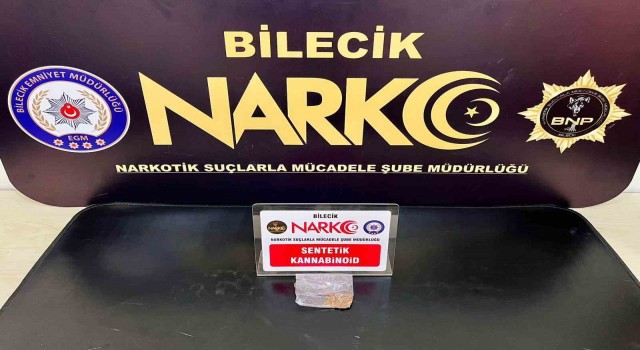 BİLECİK
NARKO
NARKOTİK SUÇLARLA MÜCADELE ŞUBE MÜDÜRLÜĞÜ
BİLECİK EMNİYET MÜDÜRLÜĞÜ
EGM
BNP
BİLECİK
NARKO
NARKO
NARKOTİK SUÇLARLA MÜCADELE ŞUBE MÜDÜRLÜĞÜ
SENTETİK
KANNABİNOİD